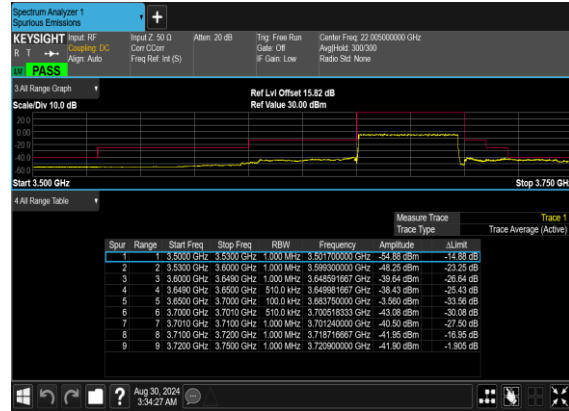 Spectrum Analyzer 1
Spurious Emissions
KEYSIGHT Input: RF Input Z: 50 Ω Atten: 20 dB Trig: Free Run Center Freq: 22.005000000 GHz
R T Coupling: DC Corr CCorr Gate: Off Avg|Hold: 300/300
Align: Auto Freq Ref: Int (S) IF Gain: Low Radio Std: None
PASS
3.All Range Graph
Ref Lvl Offset 15.82 dB
Scale/Div 10.0 dB Ref Value 30.00 dBm
20.0
0.00
-20.0
-40.0
-60.0
Start 3.500 GHz Stop 3.750 GH
4.All Range Table
Measure Trace Trace 1
Trace Type Trace Average (Active)
Spur Range Start Freq Stop Freq RBW Frequency Amplitude ΔLimit
1 1 3.5000 GHz 3.5300 GHz 1.000 MHz 3.501700000 GHz -54.88 dBm -14.88 dB
2 2 3.5300 GHz 3.6000 GHz 1.000 MHz 3.599300000 GHz -48.25 dBm -23.25 dB
3 3 3.6000 GHz 3.6490 GHz 1.000 MHz 3.648591667 GHz -39.64 dBm -26.64 dB
4 4 3.6490 GHz 3.6500 GHz 510.0 kHz 3.649981667 GHz -38.43 dBm -25.43 dB
5 5 3.6500 GHz 3.7000 GHz 100.0 kHz 3.683750000 GHz -3.560 dBm -33.56 dB
6 6 3.7000 GHz 3.7010 GHz 510.0 kHz 3.700518333 GHz -43.08 dBm -30.08 dB
7 7 3.7010 GHz 3.7100 GHz 1.000 MHz 3.701240000 GHz -40.50 dBm -27.50 dB
8 8 3.7100 GHz 3.7200 GHz 1.000 MHz 3.718716667 GHz -41.95 dBm -16.95 dB
9 9 3.7200 GHz 3.7500 GHz 1.000 MHz 3.720900000 GHz -41.90 dBm -1.905 dB
Aug 30, 2024
3:34:27 AM